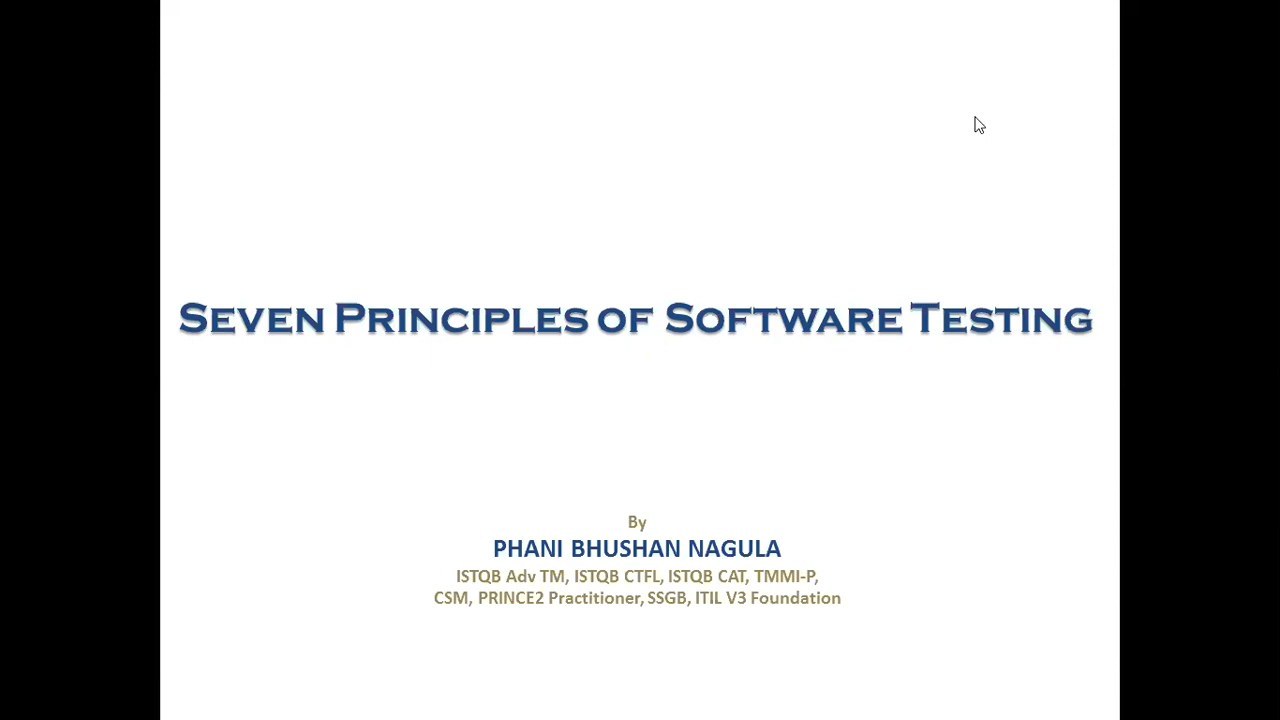 Seven Principles of Software Testing
By
PHANI BHUSHAN NAGULA
ISTQB Adv TM, ISTQB CTFL, ISTQB CAT, TMMI-P,
CSM, PRINCE2 Practitioner, SSGB, ITIL V3 Foundation